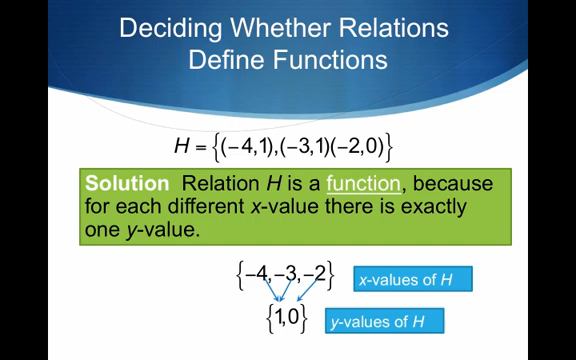 Deciding Whether Relations
Define Functions
H = {(−4,1),(−3,1)(−2,0)}
Solution Relation H is a function, because
for each different x-value there is exactly
one y-value.
{−4,−3,−2}
x-values of H
{1,0}
y-values of H